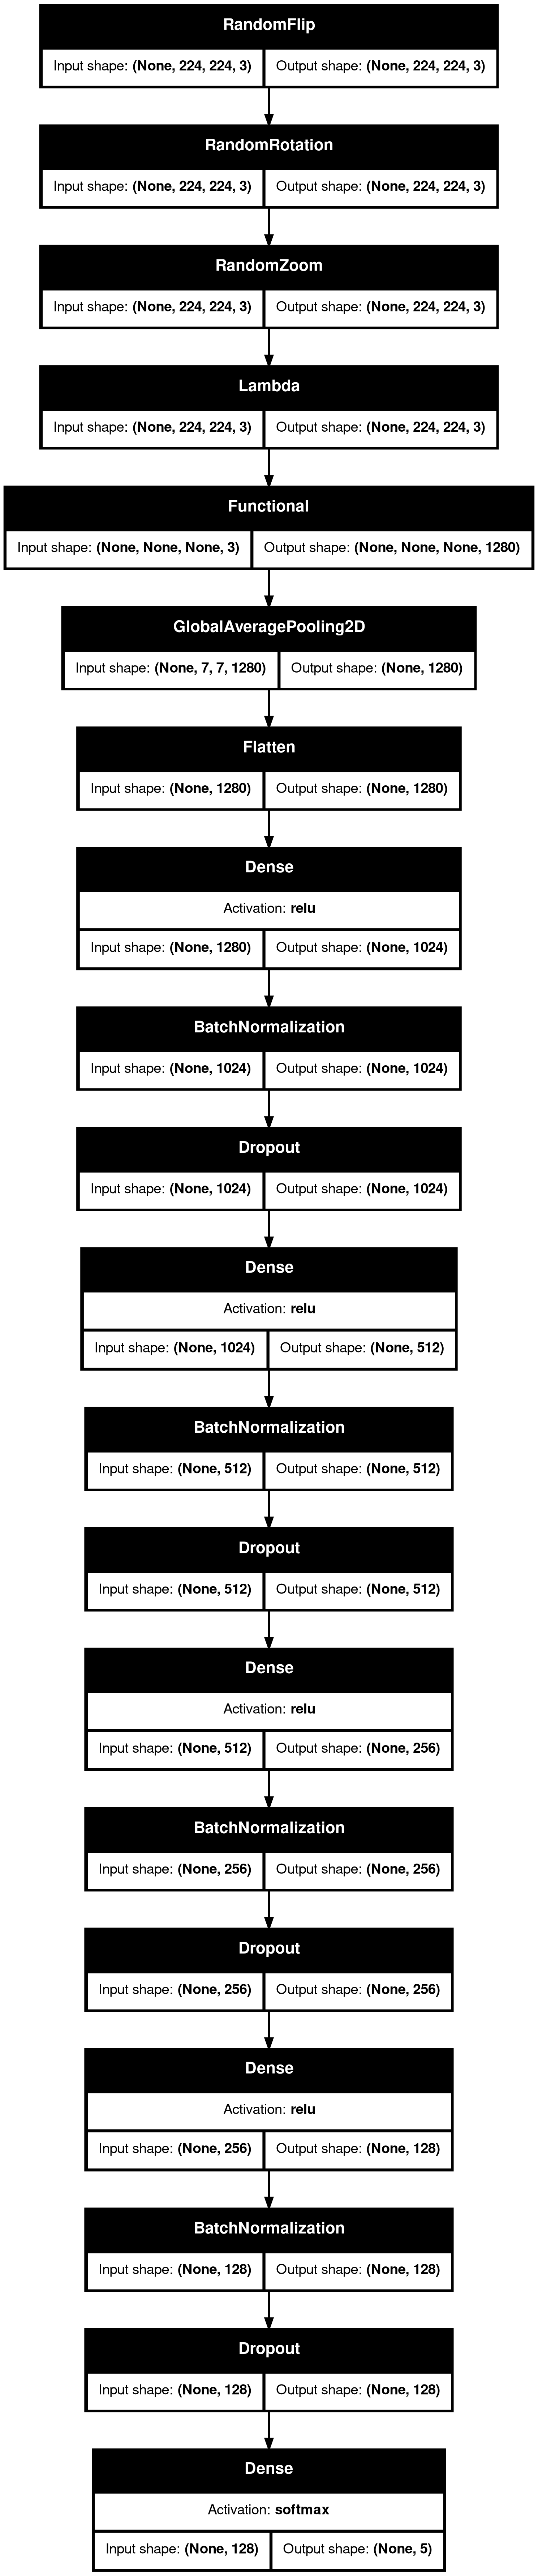 RandomFlip
Input shape: (None, 224, 224, 3) Output shape: (None, 224, 224, 3)
RandomRotation
Input shape: (None, 224, 224, 3) Output shape: (None, 224, 224, 3)
RandomZoom
Input shape: (None, 224, 224, 3) Output shape: (None, 224, 224, 3)
Lambda
Input shape: (None, 224, 224, 3) Output shape: (None, 224, 224, 3)
Functional
Input shape: (None, None, None, 3) Output shape: (None, None, None, 1280)
GlobalAveragePooling2D
Input shape: (None, 7, 7, 1280) Output shape: (None, 1280)
Flatten
Input shape: (None, 1280) Output shape: (None, 1280)
Dense
Activation: relu
Input shape: (None, 1280) Output shape: (None, 1024)
BatchNormalization
Input shape: (None, 1024) Output shape: (None, 1024)
Dropout
Input shape: (None, 1024) Output shape: (None, 1024)
Dense
Activation: relu
Input shape: (None, 1024) Output shape: (None, 512)
BatchNormalization
Input shape: (None, 512) Output shape: (None, 512)
Dropout
Input shape: (None, 512) Output shape: (None, 512)
Dense
Activation: relu
Input shape: (None, 512) Output shape: (None, 256)
BatchNormalization
Input shape: (None, 256) Output shape: (None, 256)
Dropout
Input shape: (None, 256) Output shape: (None, 256)
Dense
Activation: relu
Input shape: (None, 256) Output shape: (None, 128)
BatchNormalization
Input shape: (None, 128) Output shape: (None, 128)
Dropout
Input shape: (None, 128) Output shape: (None, 128)
Dense
Activation: softmax
Input shape: (None, 128) Output shape: (None, 5)